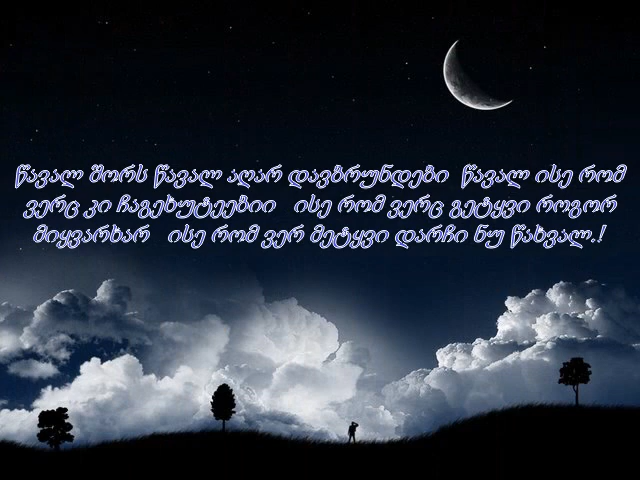 წავალ შორს წავალ აღარ დავბრუნდები წავალ ისე რომ
ვერც კი ჩაგეხუტეებიი ისე რომ ვერც გეტყვი როგორ
მიყვარხარ ისე რომ ვერ მეტყვი დარჩი ნუ წახვალ.!